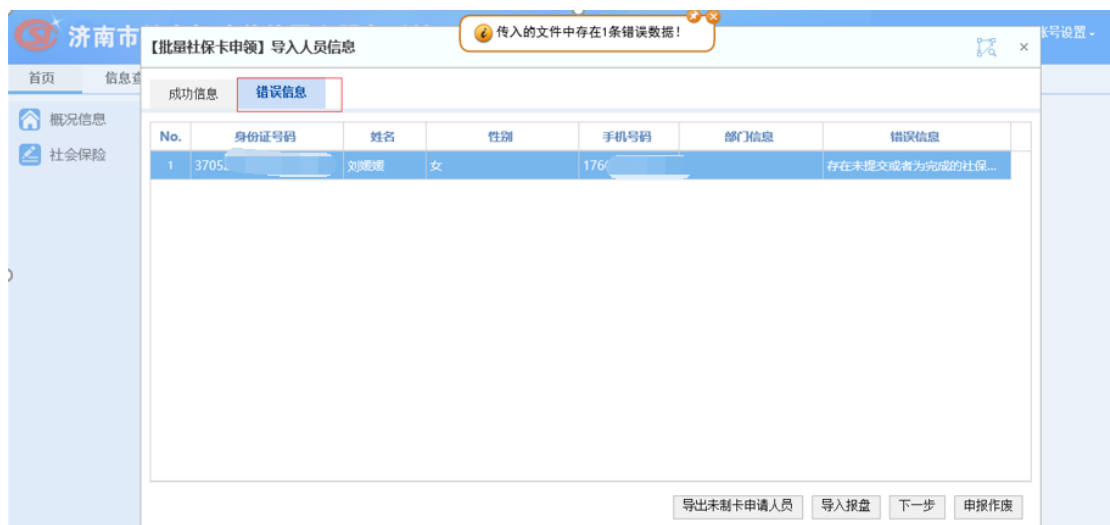 济南市
传入的文件中存在1条错误数据！
账号设置
【批量社保卡申领】导入人员信息
首页 信息查
成功信息 错误信息
概况信息
社会保险
No. 身份证号码 姓名 性别 手机号码 部门信息 错误信息
1 3705 刘媛媛 女 176 存在未提交或者为完成的社保...
导出未制卡申请人员 导入报盘 下一步 申报作废